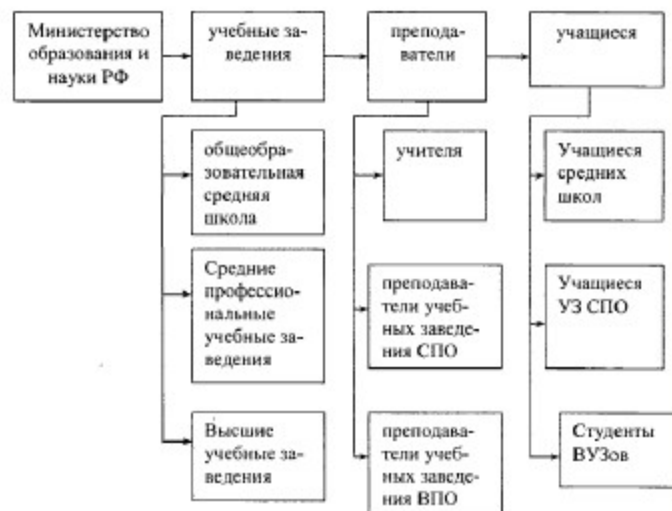 Министерство
образования и
науки РФ
учебные за-
ведения
препода-
ватели
учащиеся
общеобра-
зовательная
средняя
школа
учителя
Учащиеся
средних
школ
Средние
професcио-
нальные
учебные за-
ведения
преподава-
тели учеб-
ных заведе-
ния СПО
Учащиеся
УЗ СПО
Высшие
учебные за-
ведения
преподава-
тели учеб-
ных заведе-
ния ВПО
Студенты
ВУЗов